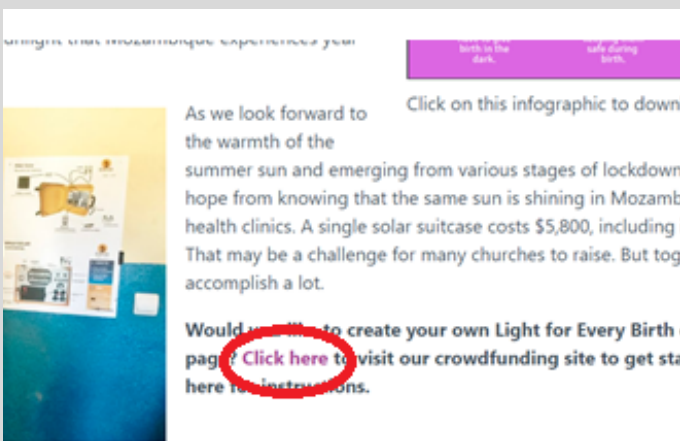 birth in the
dark.
safe during
birth.
Click on this infographic to down
As we look forward to
the warmth of the
summer sun and emerging from various stages of lockdown
hope from knowing that the same sun is shining in Mozamb
health clinics. A single solar suitcase costs $5,800, including
That may be a challenge for many churches to raise. But tog
accomplish a lot.
Would you like to create your own Light for Every Birth
page? Click here to visit our crowdfunding site to get sta
here for instructions.